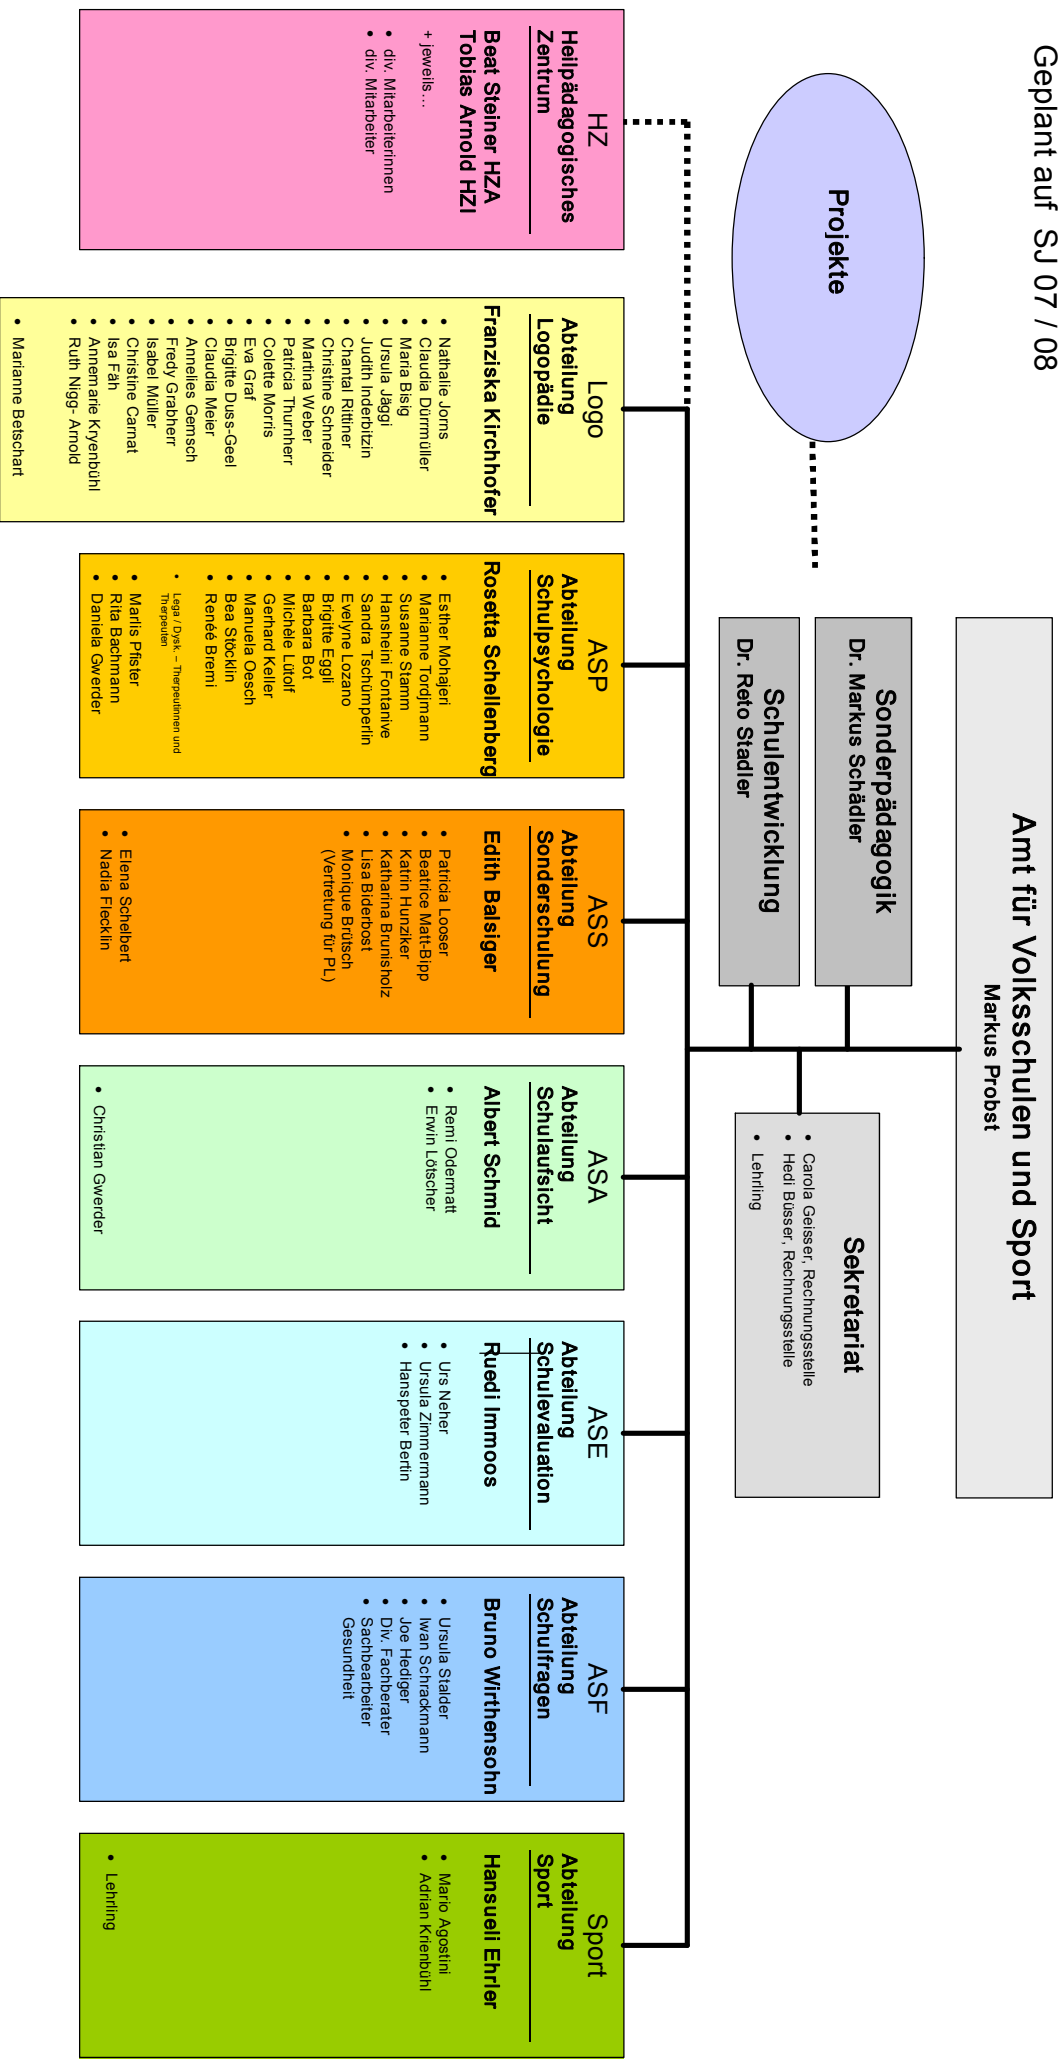 Geplant auf SJ 07 / 08
Amt für Volksschulen und Sport
Markus Probst
Projekte
Sonderpädagogik
Dr. Markus Schädler
Schulentwicklung
Dr. Reto Stadler
Sekretariat
• Carola Geisser, Rechnungsstelle
• Hedi Büsser, Rechnungsstelle
• Lehrling
HZ
Heilpädagogisches
Zentrum
Beat Steiner HZA
Tobias Arnold HZI
+ jeweils…
• div. Mitarbeiterinnen
• div. Mitarbeiter
Logo
Abteilung
Logopädie
Franziska Kirchhofer
• Nathalie Jorns
• Claudia Dürrmüller
• Maria Bisig
• Ursula Jäggi
• Judith Inderbitzin
• Chantal Rittiner
• Christine Schneider
• Martina Weber
• Patricia Thurnherr
• Colette Morris
• Eva Graf
• Brigitte Duss-Geel
• Claudia Meier
• Annelies Gemsch
• Fredy Grabherr
• Isabel Müller
• Christine Camat
• Isa Fäh
• Annemarie Kryenbühl
• Ruth Nigg- Arnold
• Marianne Betschart
ASP
Abteilung
Schulpsychologie
Rosetta Schellenberg
• Esther Mohajeri
• Marianne Tordjmann
• Susanne Stamm
• Hansheini Fontanive
• Sandra Tschümperlin
• Evelyne Lozano
• Brigitte Eggli
• Barbara Bot
• Michèle Lütolf
• Gerhard Keller
• Manuela Oesch
• Bea Stöcklin
• Renéé Bremi
• Lega / Dysk. – Therpeutinnen und
Therpeuten
• Marlis Pfister
• Rita Bachmann
• Daniela Gwerder
ASS
Abteilung
Sonderschulung
Edith Balsiger
• Patricia Looser
• Beatrice Matt-Bipp
• Katrin Hunziker
• Katharina Brunisholz
• Lisa Biderbost
• Monique Brütsch
(Vertretung für PL)
• Elena Schelbert
• Nadia Flecklin
ASA
Abteilung
Schulaufsicht
Albert Schmid
• Remi Odermatt
• Erwin Lötscher
• Christian Gwerder
ASE
Abteilung
Schulevaluation
Ruedi Immoos
• Urs Neher
• Ursula Zimmermann
• Hanspeter Bertin
ASF
Abteilung
Schulfragen
Bruno Wirthensohn
• Ursula Stalder
• Iwan Schrackmann
• Joe Hediger
• Div. Fachberater
• Sachbearbeiter
Gesundheit
Sport
Abteilung
Sport
Hansueli Ehrler
• Mario Agostini
• Adrian Krienbühl
• Lehrling